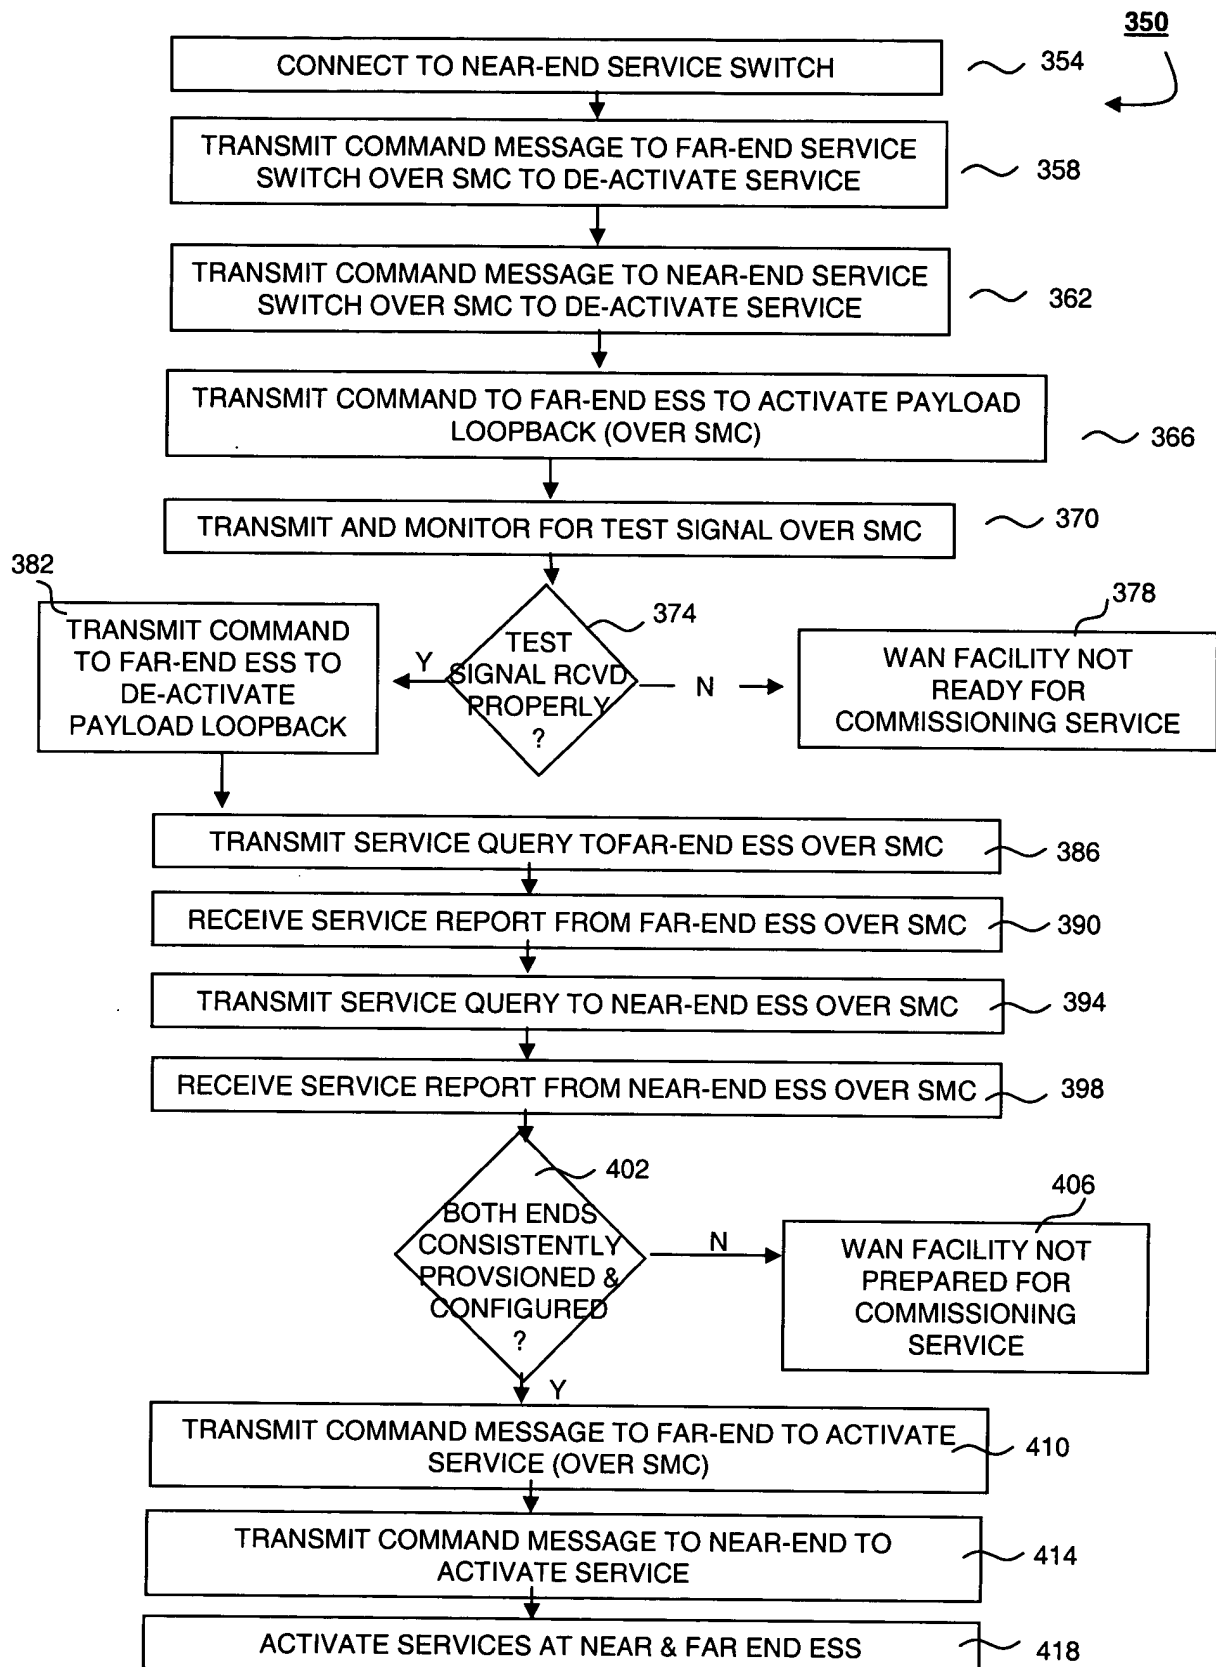 350
CONNECT TO NEAR-END SERVICE SWITCH
354
TRANSMIT COMMAND MESSAGE TO FAR-END SERVICE
SWITCH OVER SMC TO DE-ACTIVATE SERVICE
358
TRANSMIT COMMAND MESSAGE TO NEAR-END SERVICE
SWITCH OVER SMC TO DE-ACTIVATE SERVICE
362
TRANSMIT COMMAND TO FAR-END ESS TO ACTIVATE PAYLOAD
LOOPBACK (OVER SMC)
366
TRANSMIT AND MONITOR FOR TEST SIGNAL OVER SMC
370
382
TRANSMIT COMMAND
TO FAR-END ESS TO
DE-ACTIVATE
PAYLOAD LOOPBACK
Y
374
TEST
SIGNAL RCVD
PROPERLY
?
N
378
WAN FACILITY NOT
READY FOR
COMMISSIONING SERVICE
TRANSMIT SERVICE QUERY TOFAR-END ESS OVER SMC
386
RECEIVE SERVICE REPORT FROM FAR-END ESS OVER SMC
390
TRANSMIT SERVICE QUERY TO NEAR-END ESS OVER SMC
394
RECEIVE SERVICE REPORT FROM NEAR-END ESS OVER SMC
398
402
BOTH ENDS
CONSISTENTLY
PROVSIONED &
CONFIGURED
?
N
406
WAN FACILITY NOT
PREPARED FOR
COMMISSIONING
SERVICE
Y
TRANSMIT COMMAND MESSAGE TO FAR-END TO ACTIVATE
SERVICE (OVER SMC)
410
TRANSMIT COMMAND MESSAGE TO NEAR-END TO
ACTIVATE SERVICE
414
ACTIVATE SERVICES AT NEAR & FAR END ESS
418